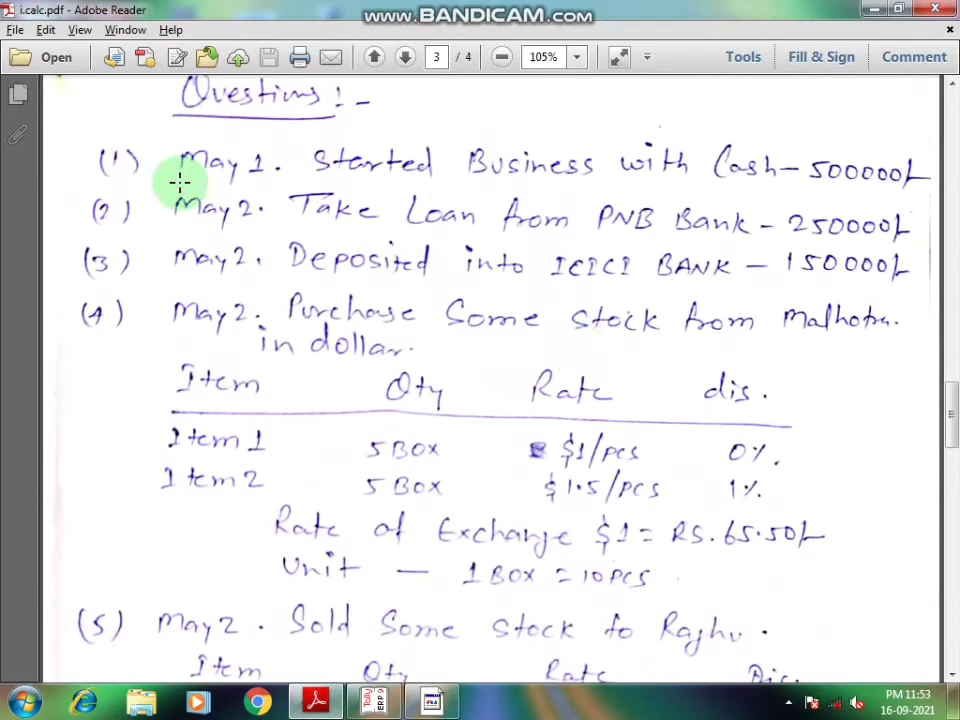 i.calc.pdf - Adobe Reader
www.BANDICAM.com
File Edit View Window Help
Open 3 / 4 105% Tools Fill & Sign Comment
Questions :-
(1) May 1. Started Business with Cash - 500000/-
(2) May 2. Take Loan from PNB Bank - 250000/-
(3) May 2. Deposited into ICICI BANK - 150000/-
(4) May 2. Purchase Some stock from Malhotra.
in dollar.
Item Qty Rate dis.
Item 1 5 BOX $1/pcs 0%.
Item 2 5 BOX $1.5/pcs 1%.
Rate of Exchange $1 = RS. 65.50/-
Unit - 1 BOX = 10 PCS
(5) May 2. Sold Some stock to Raghu.
Item Qty Rate Dis.
PM 11:53
16-09-2021